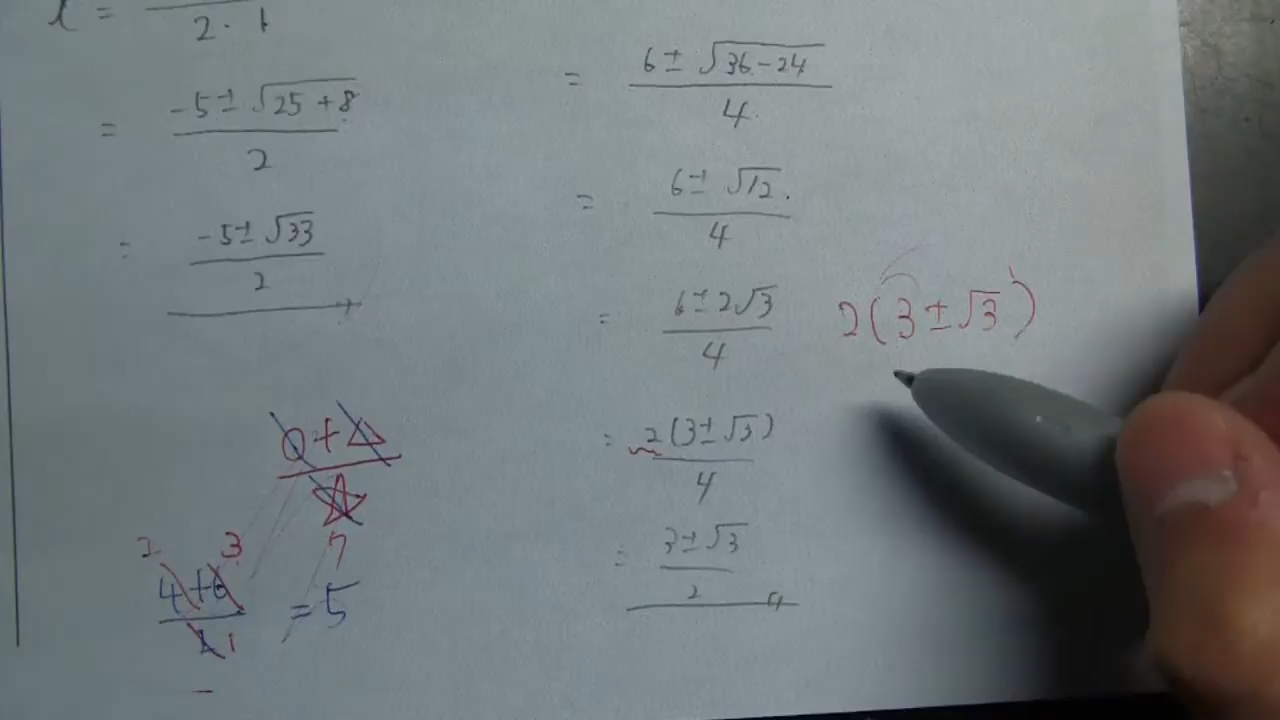 x = 2 · 1
= -5 ± √25 + 8 / 2
= -5 ± √33 / 2
= 6 ± √36 - 24 / 4
= 6 ± √12 / 4
= 6 ± 2√3 / 4
2(3 ± √3)
= 2(3 ± √3) / 4
= 3 ± √3 / 2
○ + △ / ☆
2 3
4 + 6 / 2 1 = 5